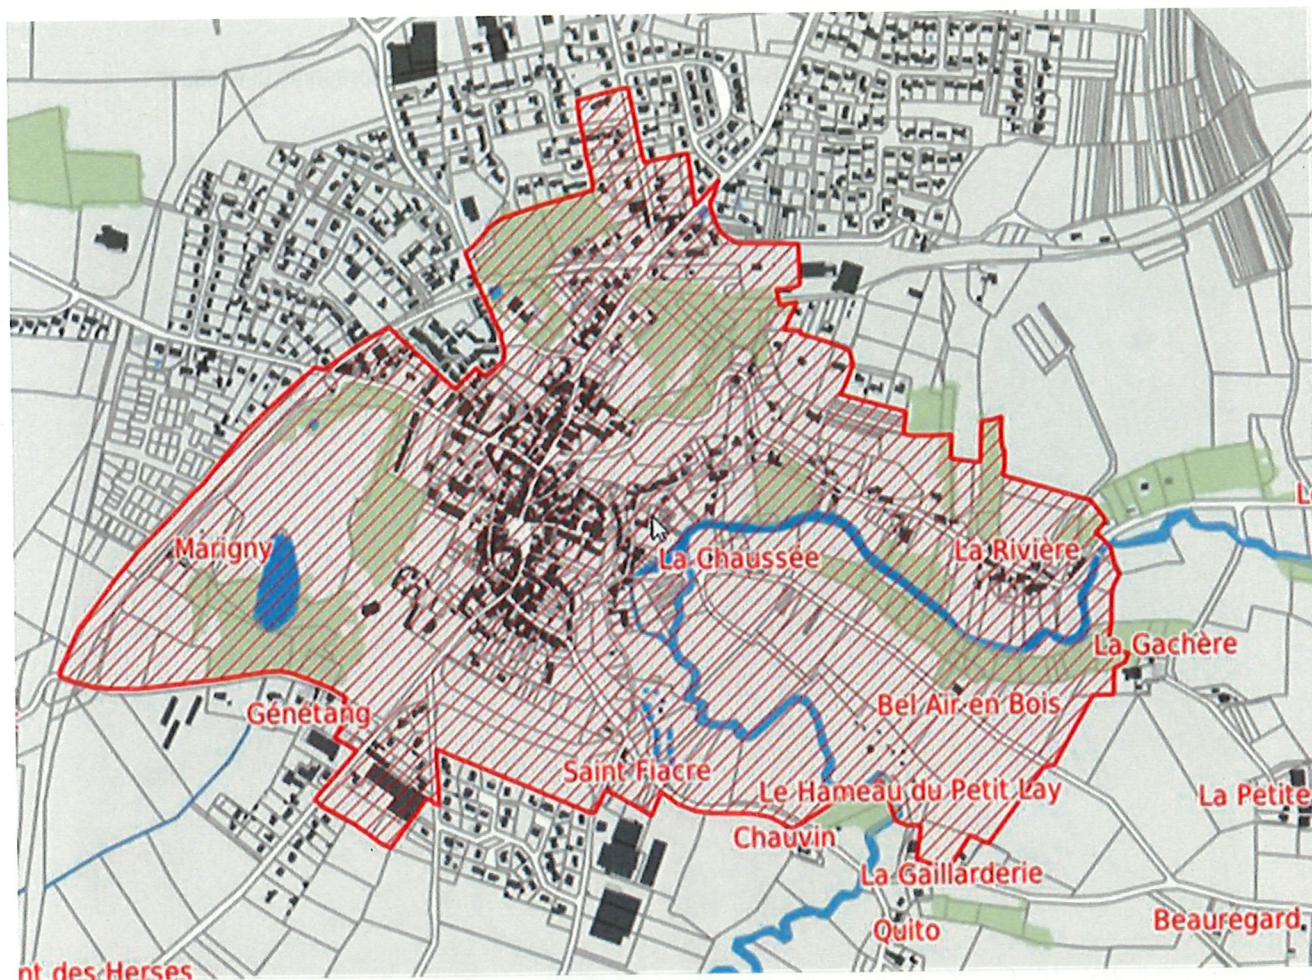 Marigny
La Chaussée
La Rivière
La Gachère
Génétang
Bel Air en Bois
Saint Fiacre
Le Hameau du Petit Lay
La Petite
Chauvin
La Gaillarderie
Quito
Beauregard
nt des Herses